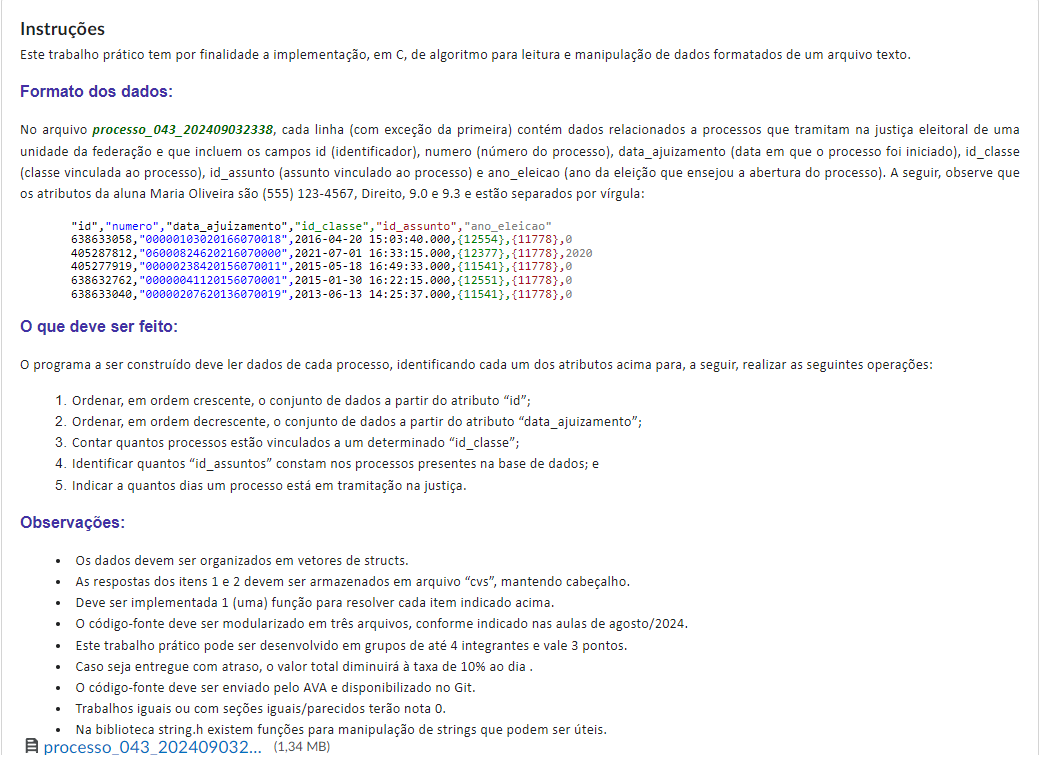 Instruções
Este trabalho prático tem por finalidade a implementação, em C, de algoritmo para leitura e manipulação de dados formatados de um arquivo texto.
Formato dos dados:
No arquivo processo_043_202409032338, cada linha (com exceção da primeira) contém dados relacionados a processos que tramitam na justiça eleitoral de uma
unidade da federação e que incluem os campos id (identificador), numero (número do processo), data_ajuizamento (data em que o processo foi iniciado), id_classe
(classe vinculada ao processo), id_assunto (assunto vinculado ao processo) e ano_eleicao (ano da eleição que ensejou a abertura do processo). A seguir, observe que
os atributos da aluna Maria Oliveira são (555) 123-4567, Direito, 9.0 e 9.3 e estão separados por vírgula:
"id","numero","data_ajuizamento","id_classe","id_assunto","ano_eleicao"
638633058,"00000103020166070018",2016-04-20 15:03:40.000,{12554},{11778},0
405287812,"06000824620216070000",2021-07-01 16:33:15.000,{12377},{11778},2020
405277919,"00000238420156070011",2015-05-18 16:49:33.000,{11541},{11778},0
638632762,"00000041120156070001",2015-01-30 16:22:15.000,{12551},{11778},0
638633040,"00000207620136070019",2013-06-13 14:25:37.000,{11541},{11778},0
O que deve ser feito:
O programa a ser construído deve ler dados de cada processo, identificando cada um dos atributos acima para, a seguir, realizar as seguintes operações:
1. Ordenar, em ordem crescente, o conjunto de dados a partir do atributo “id”;
2. Ordenar, em ordem decrescente, o conjunto de dados a partir do atributo “data_ajuizamento”;
3. Contar quantos processos estão vinculados a um determinado “id_classe”;
4. Identificar quantos “id_assuntos” constam nos processos presentes na base de dados; e
5. Indicar a quantos dias um processo está em tramitação na justiça.
Observações:
• Os dados devem ser organizados em vetores de structs.
• As respostas dos itens 1 e 2 devem ser armazenados em arquivo “cvs”, mantendo cabeçalho.
• Deve ser implementada 1 (uma) função para resolver cada item indicado acima.
• O código-fonte deve ser modularizado em três arquivos, conforme indicado nas aulas de agosto/2024.
• Este trabalho prático pode ser desenvolvido em grupos de até 4 integrantes e vale 3 pontos.
• Caso seja entregue com atraso, o valor total diminuirá à taxa de 10% ao dia .
• O código-fonte deve ser enviado pelo AVA e disponibilizado no Git.
• Trabalhos iguais ou com seções iguais/parecidos terão nota 0.
• Na biblioteca string.h existem funções para manipulação de strings que podem ser úteis.
processo_043_202409032... (1,34 MB)